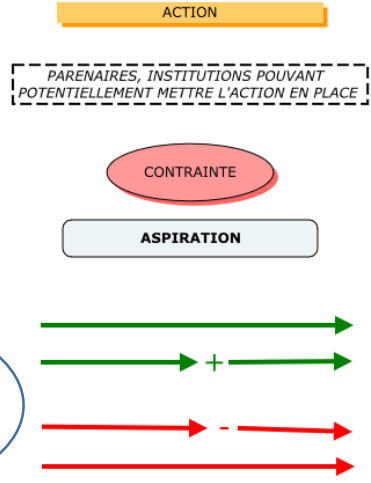 ACTION
PARENAIRES, INSTITUTIONS POUVANT
POTENTIELLEMENT METTRE L'ACTION EN PLACE
CONTRAINTE
ASPIRATION
+
-